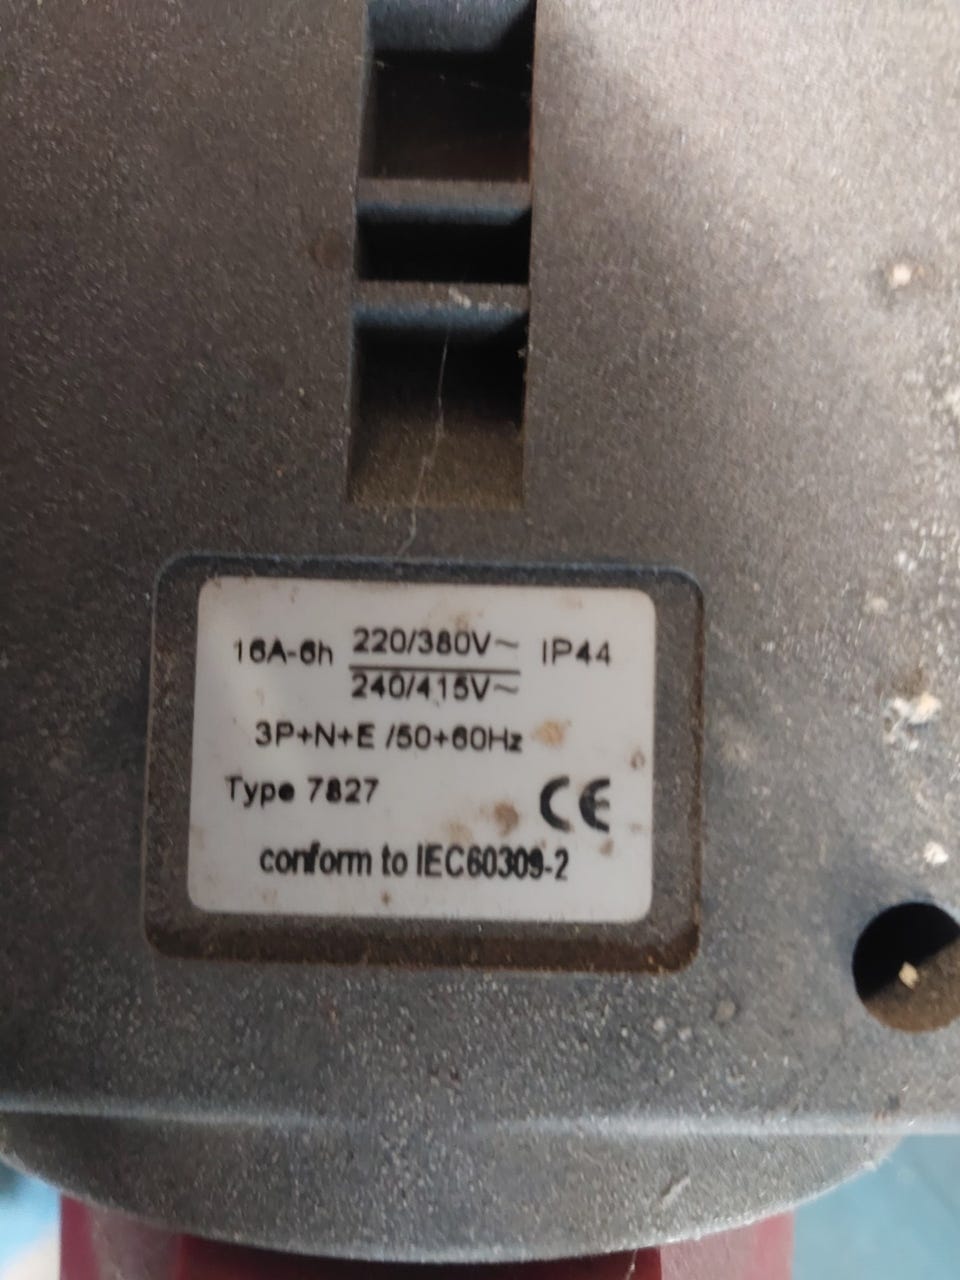 16A-6h 220/380V~ IP44
240/415V~
3P+N+E /50+60Hz
Type 7827 CE
conform to IEC60309-2